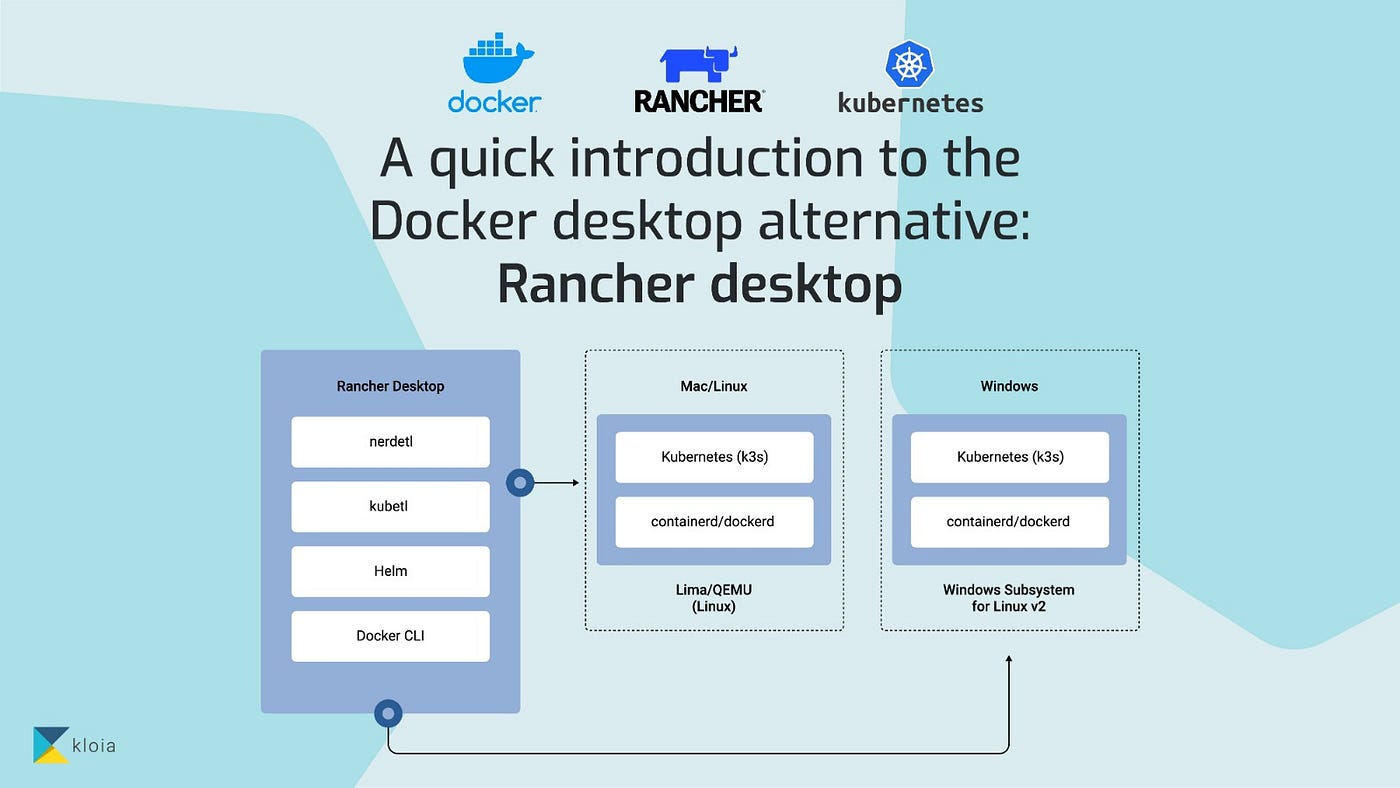 docker
RANCHER
kubernetes
A quick introduction to the
Docker desktop alternative:
Rancher desktop
Rancher Desktop
nerdetl
kubetl
Helm
Docker CLI
Mac/Linux
Kubernetes (k3s)
containerd/dockerd
Lima/QEMU
(Linux)
Windows
Kubernetes (k3s)
containerd/dockerd
Windows Subsystem
for Linux v2
kloia